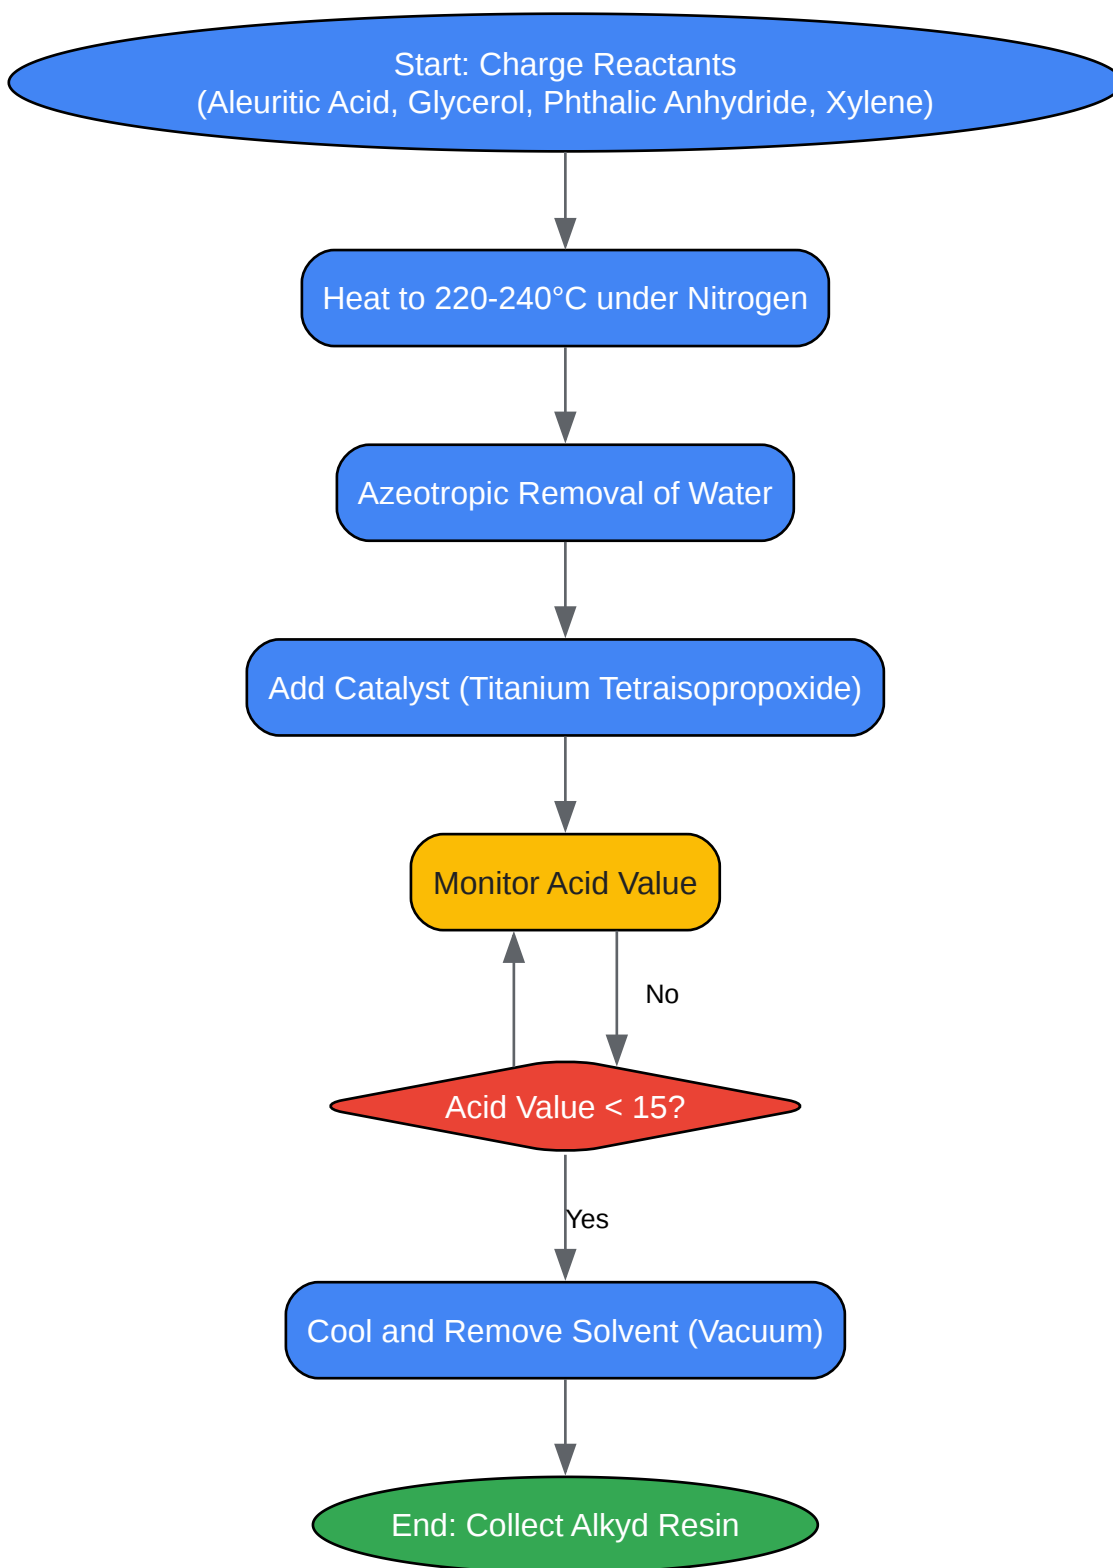 Start: Charge Reactants
(Aleuritic Acid, Glycerol, Phthalic Anhydride, Xylene)
Heat to 220-240°C under Nitrogen
Azeotropic Removal of Water
Add Catalyst (Titanium Tetraisopropoxide)
Monitor Acid Value
No
Acid Value < 15?
Yes
Cool and Remove Solvent (Vacuum)
End: Collect Alkyd Resin